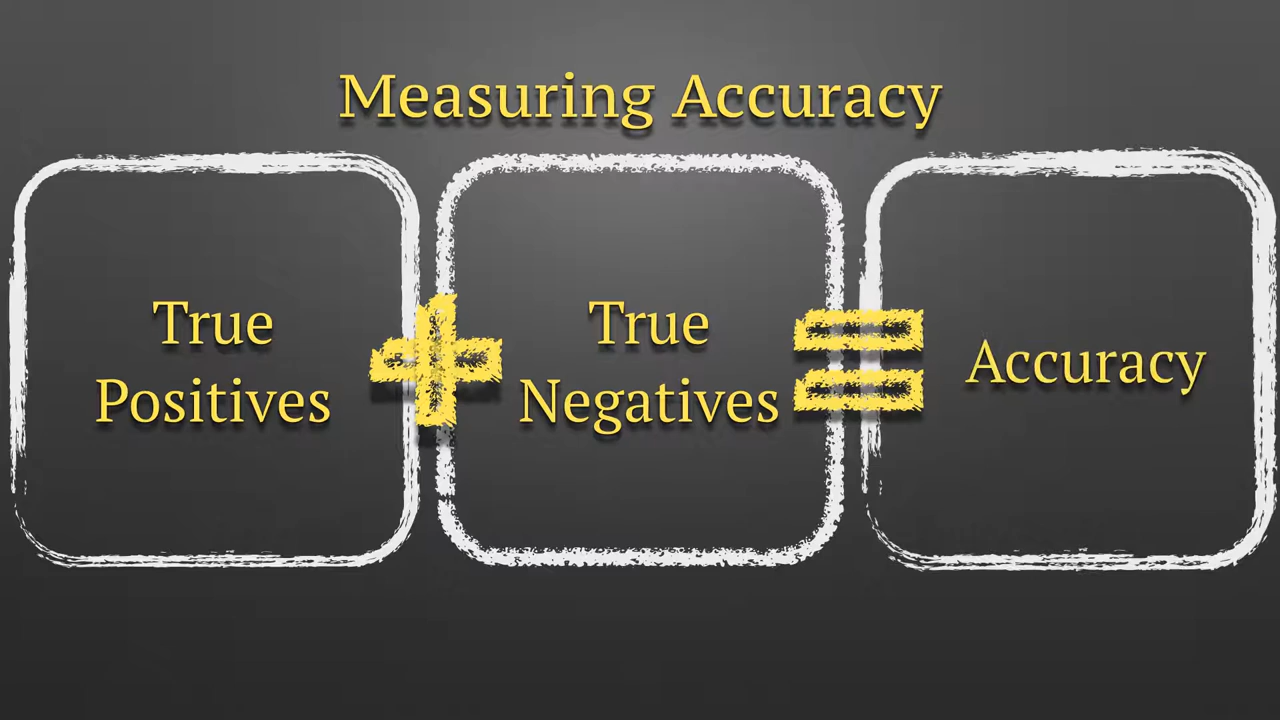 Measuring Accuracy
True
Positives
+
True
Negatives
=
Accuracy